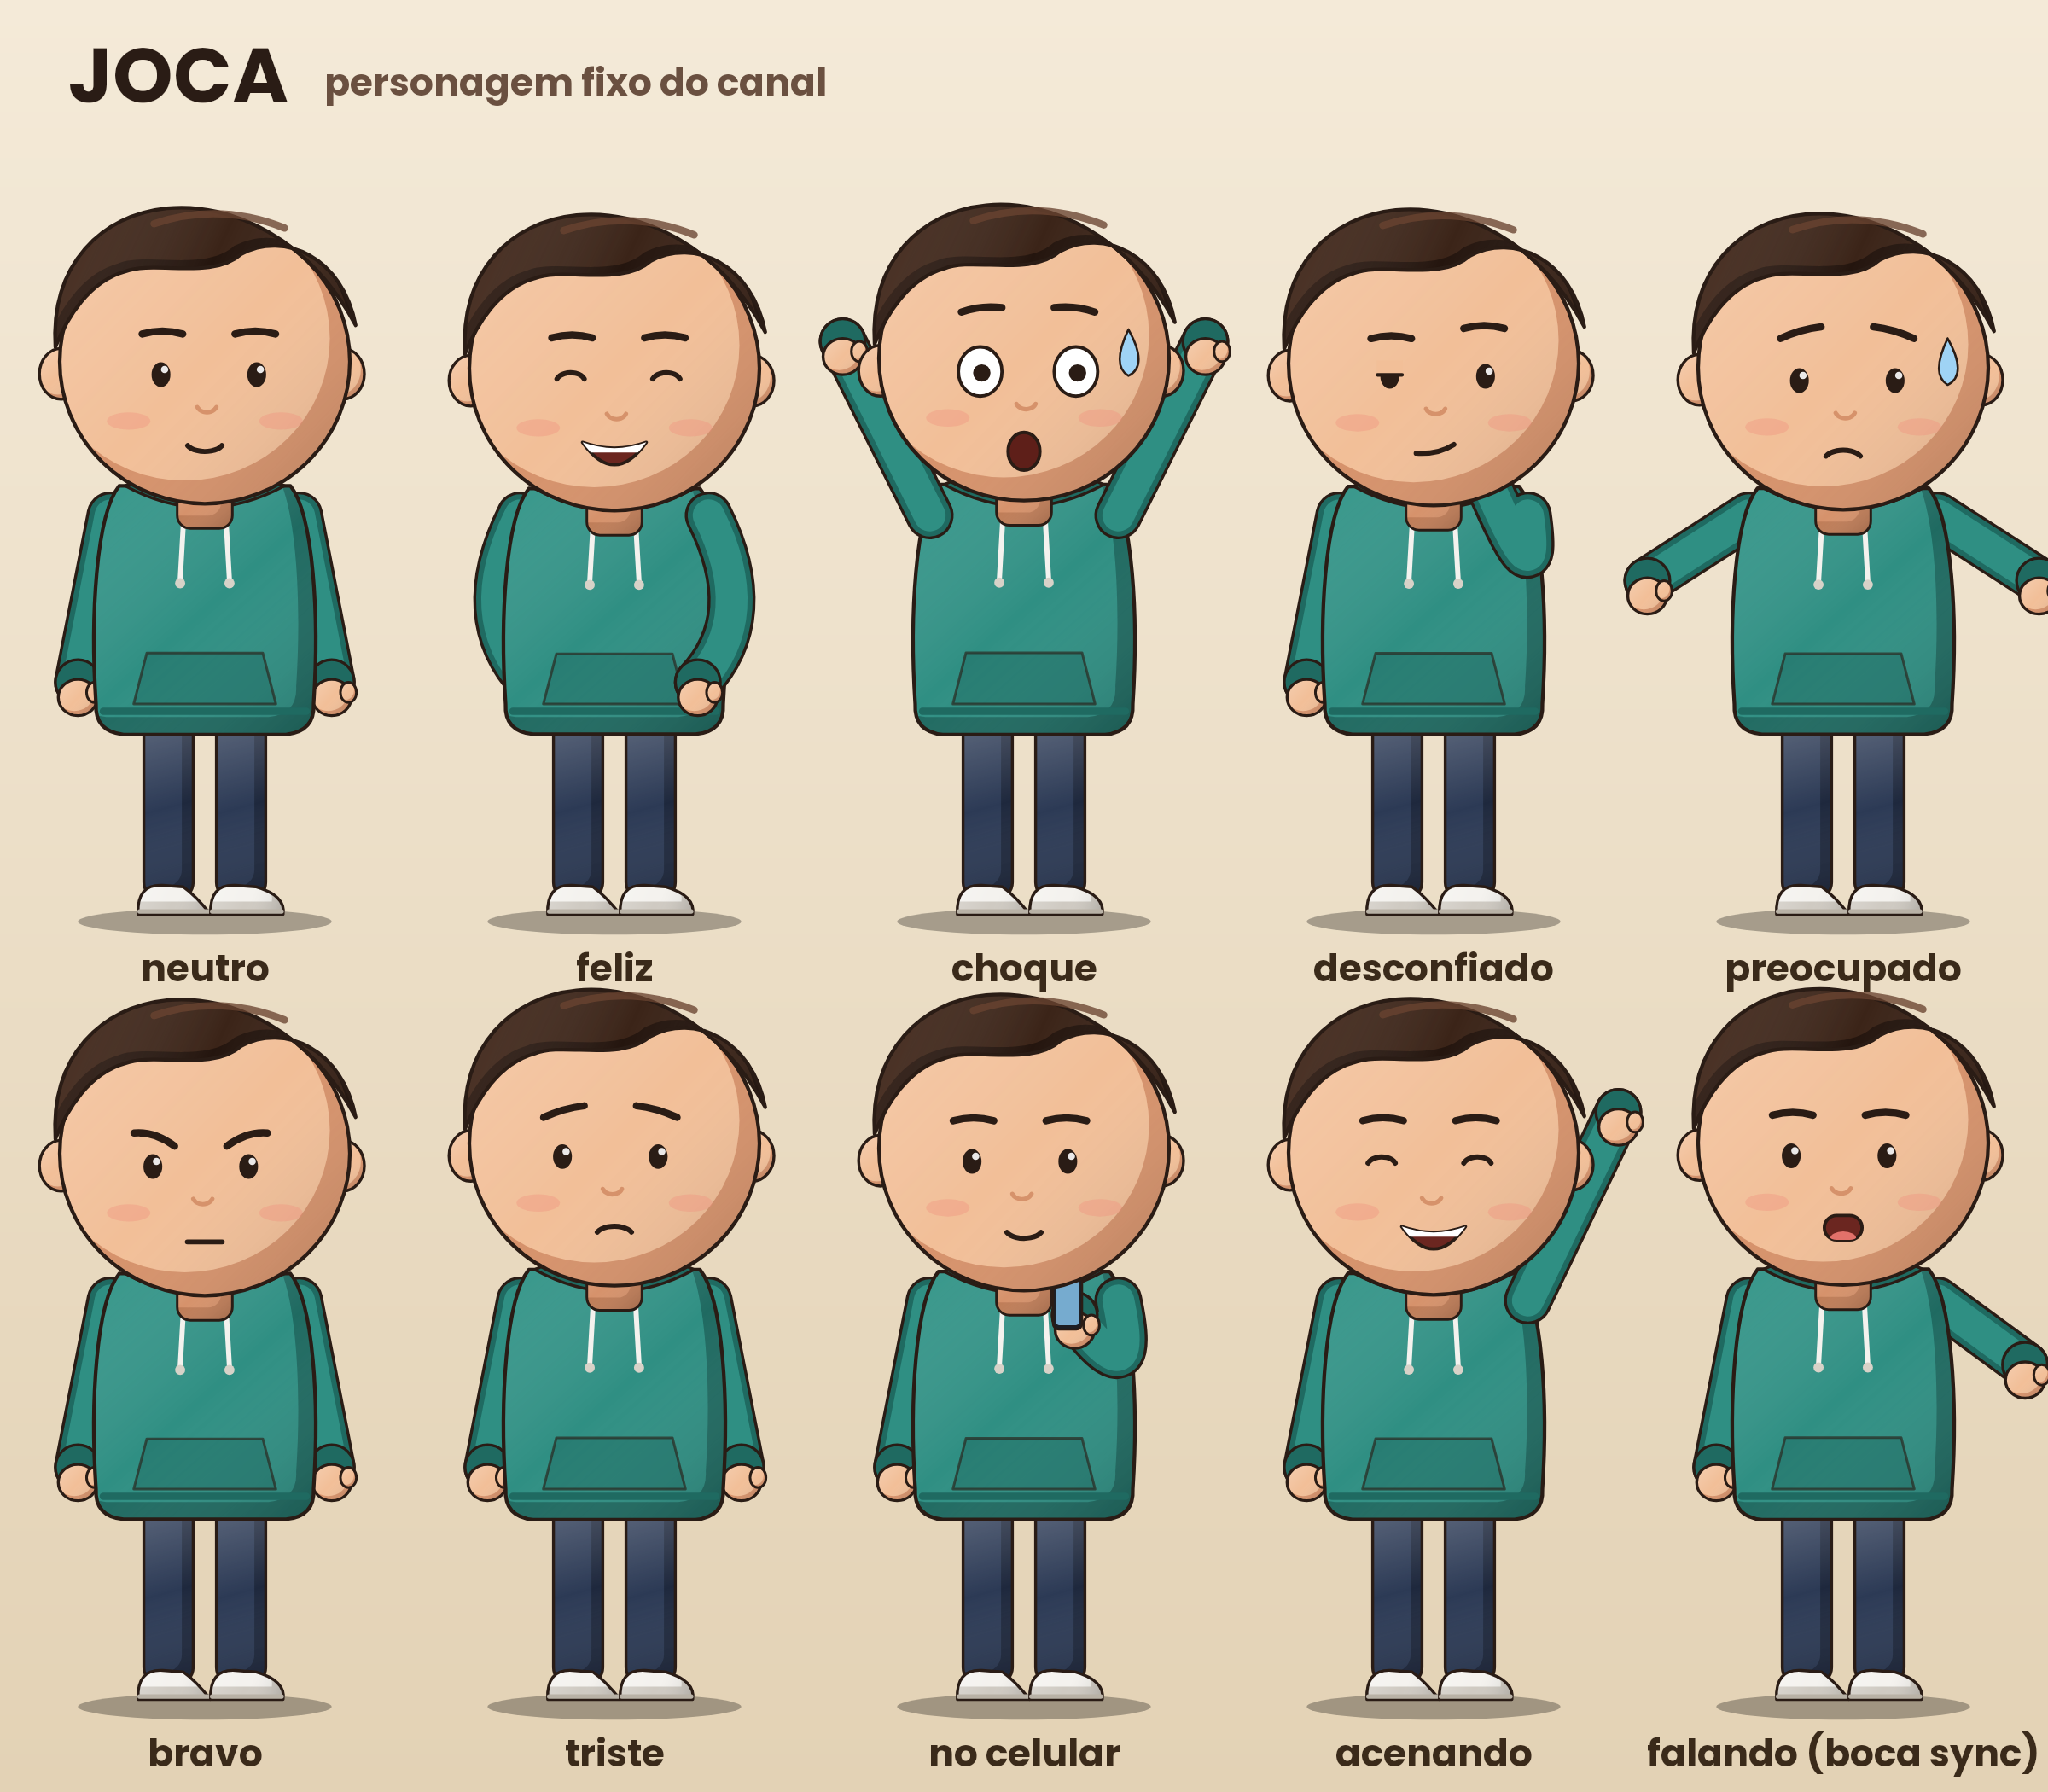 JOCA personagem fixo do canal
neutro feliz choque desconfiado preocupado
bravo triste no celular acenando falando (boca sync)